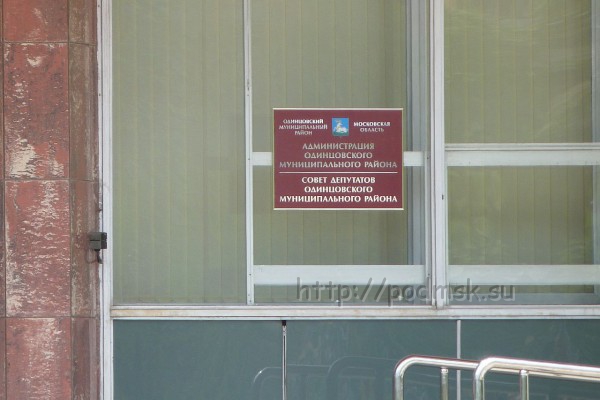 ОДИНЦОВСКИЙ
МУНИЦИПАЛЬНЫЙ
РАЙОН
МОСКОВСКАЯ
ОБЛАСТЬ
АДМИНИСТРАЦИЯ
ОДИНЦОВСКОГО
МУНИЦИПАЛЬНОГО РАЙОНА
СОВЕТ ДЕПУТАТОВ
ОДИНЦОВСКОГО
МУНИЦИПАЛЬНОГО РАЙОНА
http://podmsk.su